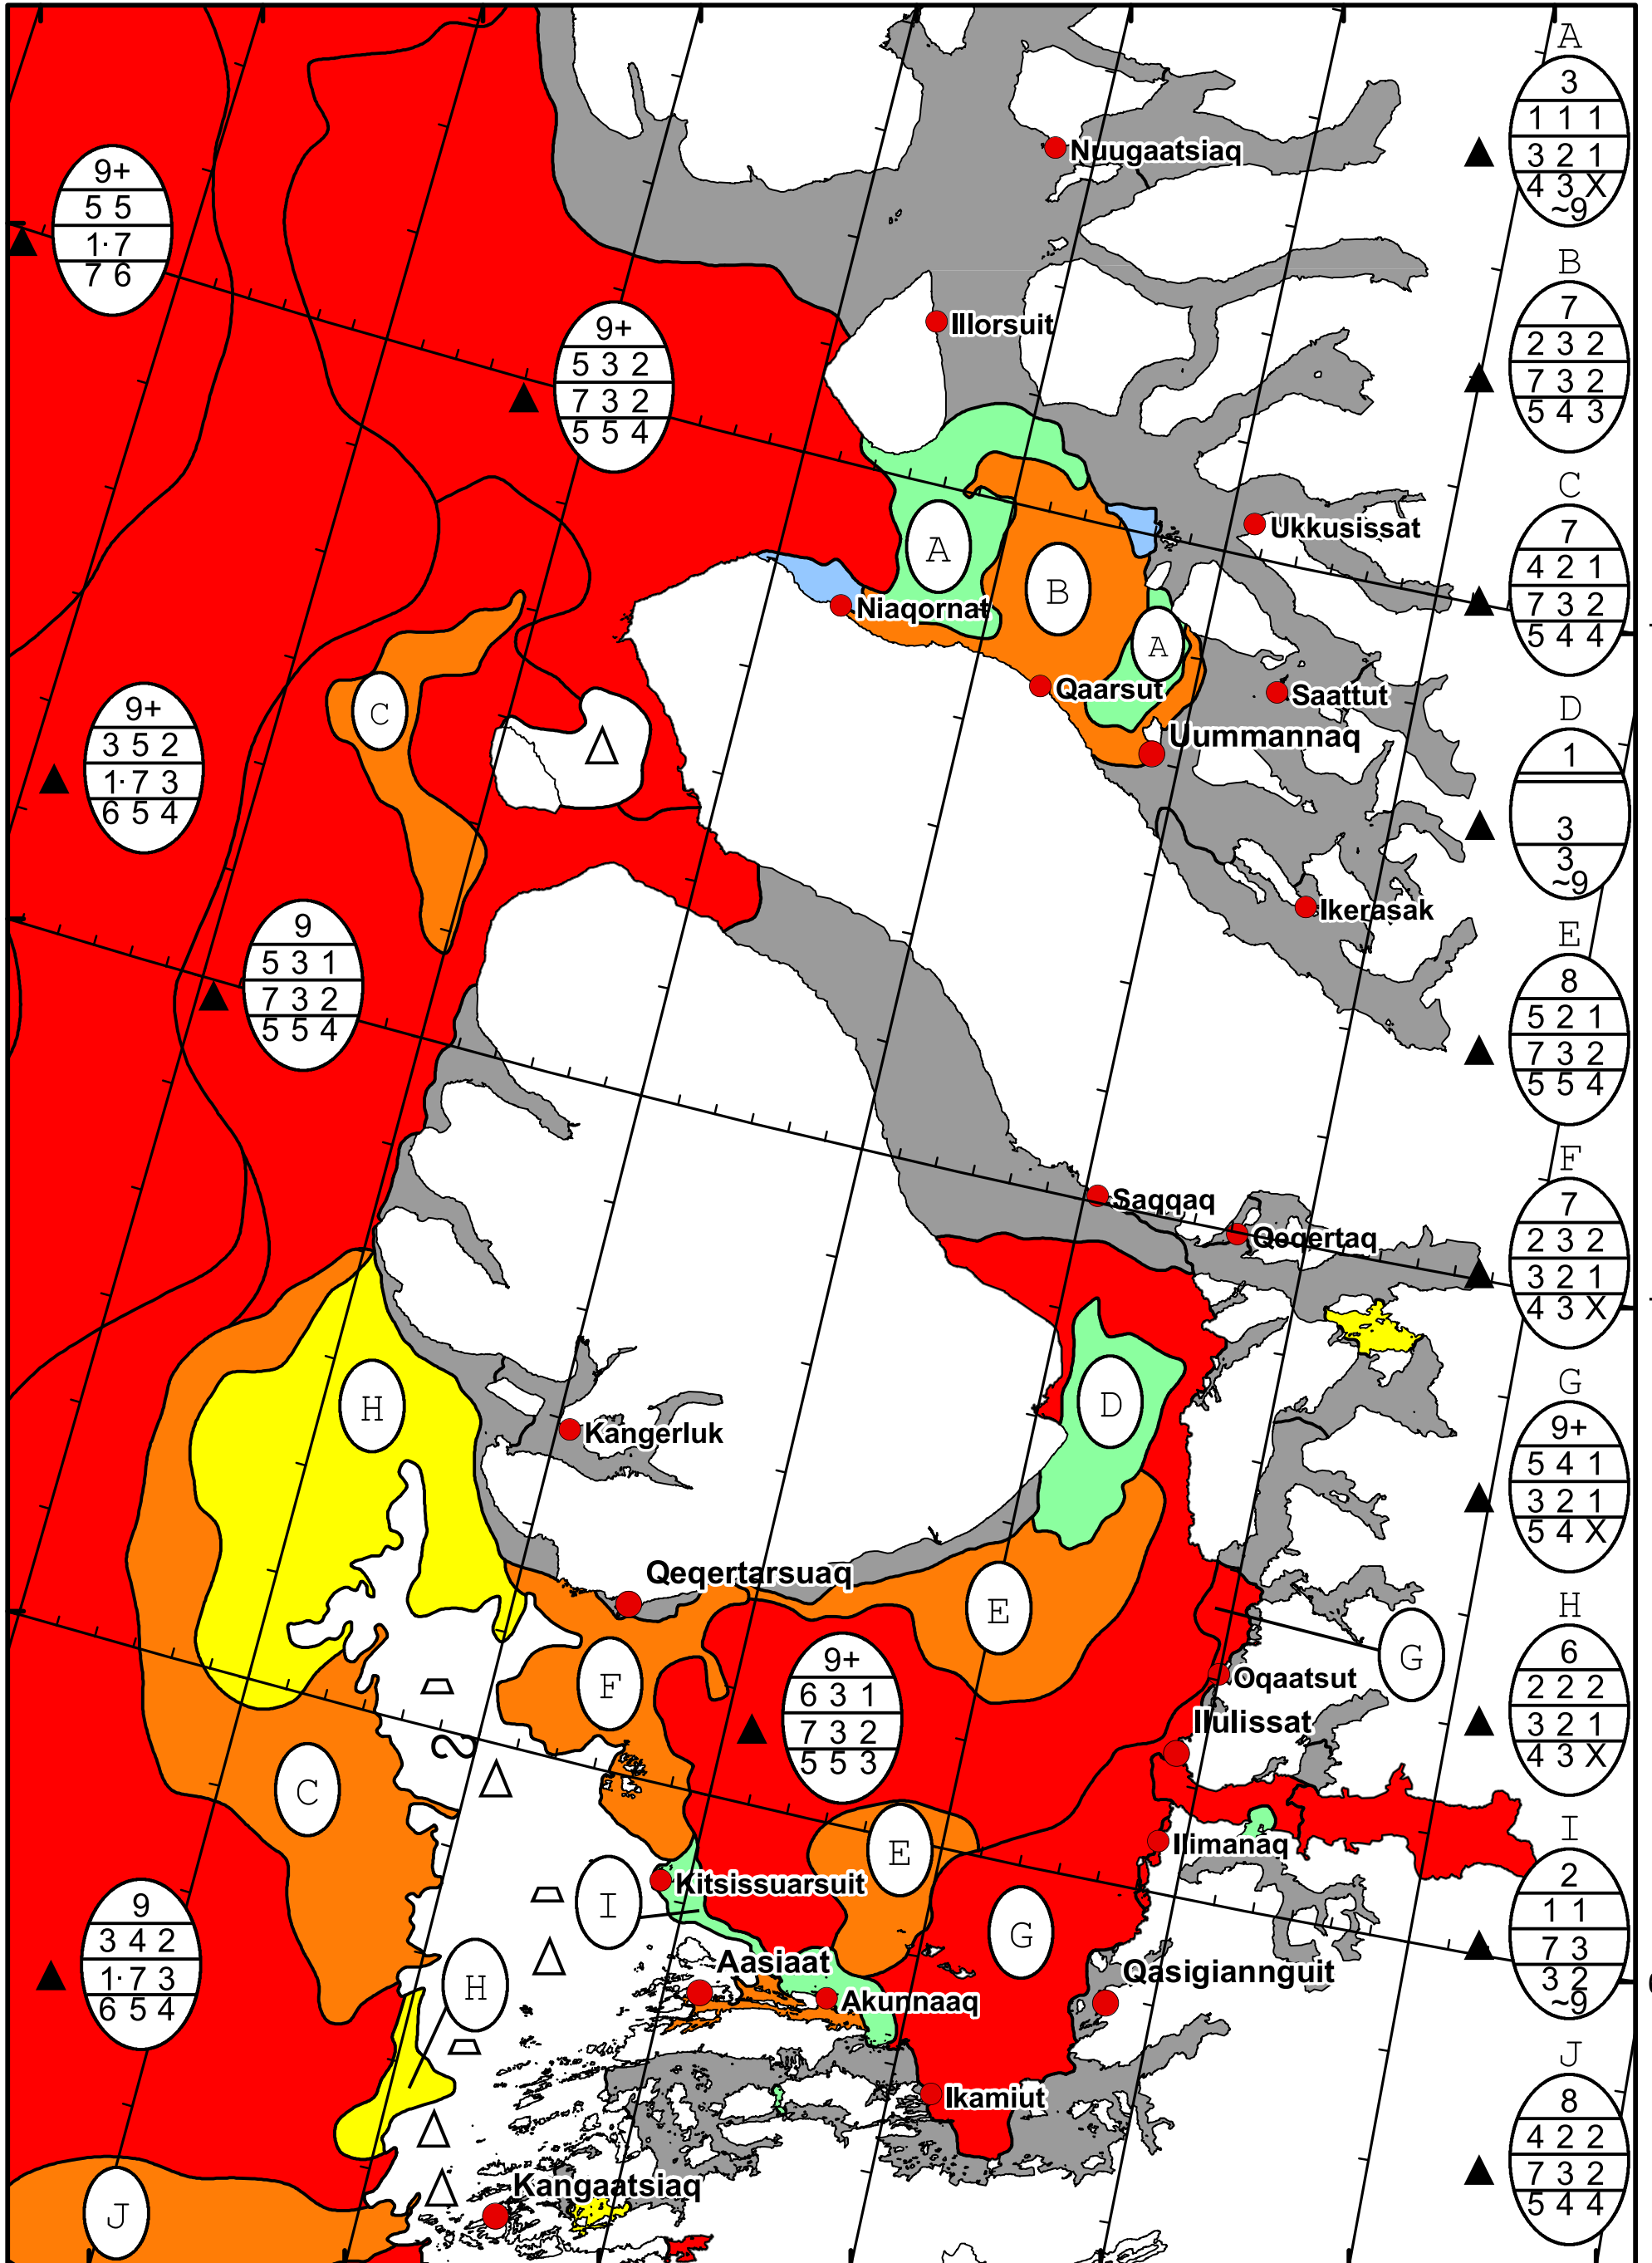 A
3
1 1 1
3 2 1
4 3 X
~9
Nuugaatsiaq
9+
5 5
1· 7
7 6
B
7
2 3 2
7 3 2
5 4 3
Illorsuit
9+
5 3 2
7 3 2
5 5 4
C
7
4 2 1
7 3 2
5 4 4
Ukkusissat
A
B
Niaqornat
A
Qaarsut
Saattut
C
Uummannaq
9+
3 5 2
1· 7 3
6 5 4
D
1
3
3
~9
Ikerasak
9
5 3 1
7 3 2
5 5 4
E
8
5 2 1
7 3 2
5 5 4
Saqqaq
Qeqertaq
F
7
2 3 2
3 2 1
4 3 X
H
D
Kangerluk
G
9+
5 4 1
3 2 1
5 4 X
Qeqertarsuaq
E
F
G
Oqaatsut
Ilulissat
H
6
2 2 2
3 2 1
4 3 X
9+
6 3 1
7 3 2
5 5 3
C
E
Ilimanaq
Kitsissuarsuit
I
I
2
1 1
7 3
3 2
~9
9
3 4 2
1· 7 3
6 5 4
G
Aasiaat
Qasigiannguit
H
Akunnaaq
Ikamiut
J
8
4 2 2
7 3 2
5 4 4
Kangaatsiaq
J